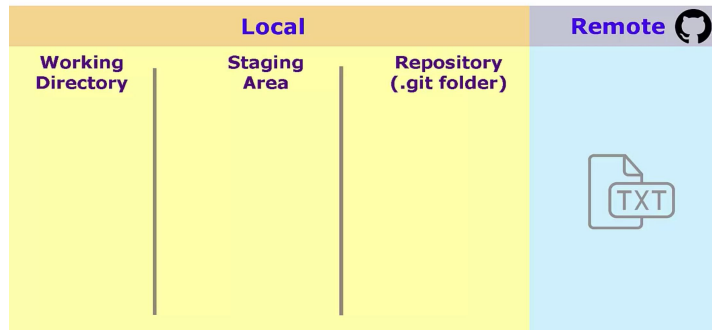 Local
Remote
Working
Directory
Staging
Area
Repository
(.git folder)
TXT